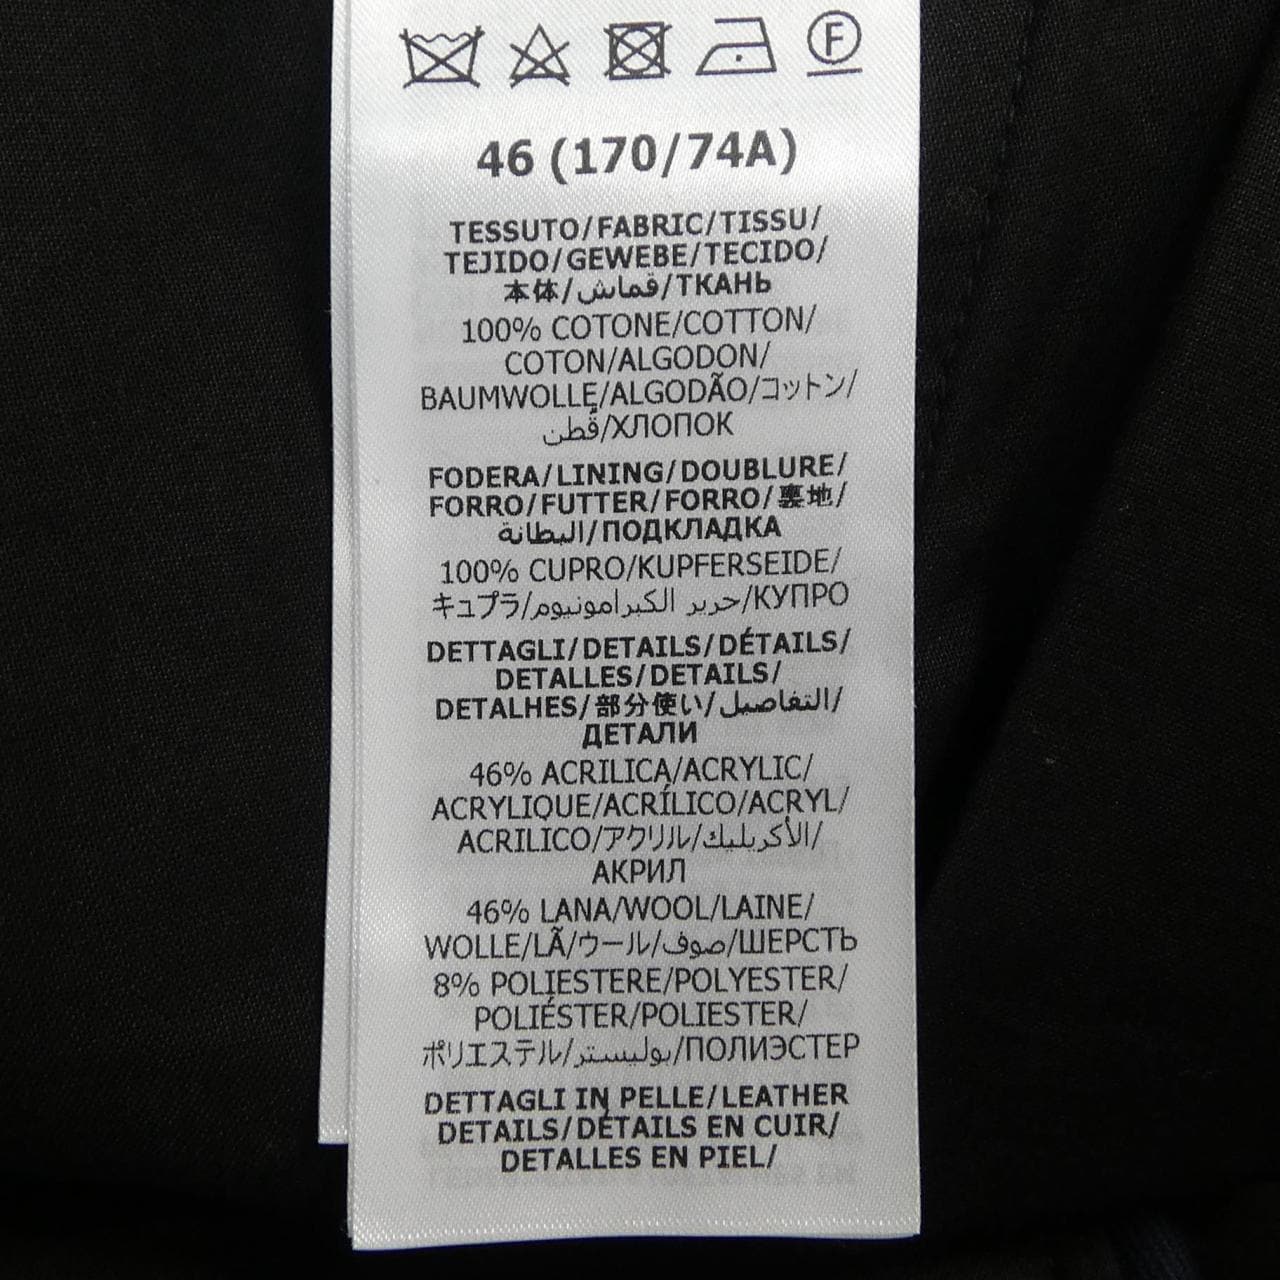 F
46 (170/74A)
TESSUTO/FABRIC/TISSU/
TEJIDO/GEWEBE/TECIDO/
本体/قماش/ТКАНЬ
100% COTONE/COTTON/
COTON/ALGODON/
BAUMWOLLE/ALGODÃO/コットン/
قُطن/ХЛОПОК
FODERA/LINING/DOUBLURE/
FORRO/FUTTER/FORRO/裏地/
البطانة/ПОДКЛАДКА
100% CUPRO/KUPFERSEIDE/
キュプラ/حرير الكبرامونيوم/КУПРО
DETTAGLI/DETAILS/DÉTAILS/
DETALLES/DETAILS/
DETALHES/部分使い/التفاصيل/
ДЕТАЛИ
46% ACRILICA/ACRYLIC/
ACRYLIQUE/ACRÍLICO/ACRYL/
ACRILICO/アクリル/الأكريليك/
АКРИЛ
46% LANA/WOOL/LAINE/
WOLLE/LÃ/ウール/صوف/ШЕРСТЬ
8% POLIESTERE/POLYESTER/
POLIÉSTER/POLIESTER/
ポリエステル/بوليستر/ПОЛИЭСТЕР
DETTAGLI IN PELLE/LEATHER
DETAILS/DÉTAILS EN CUIR/
DETALLES EN PIEL/